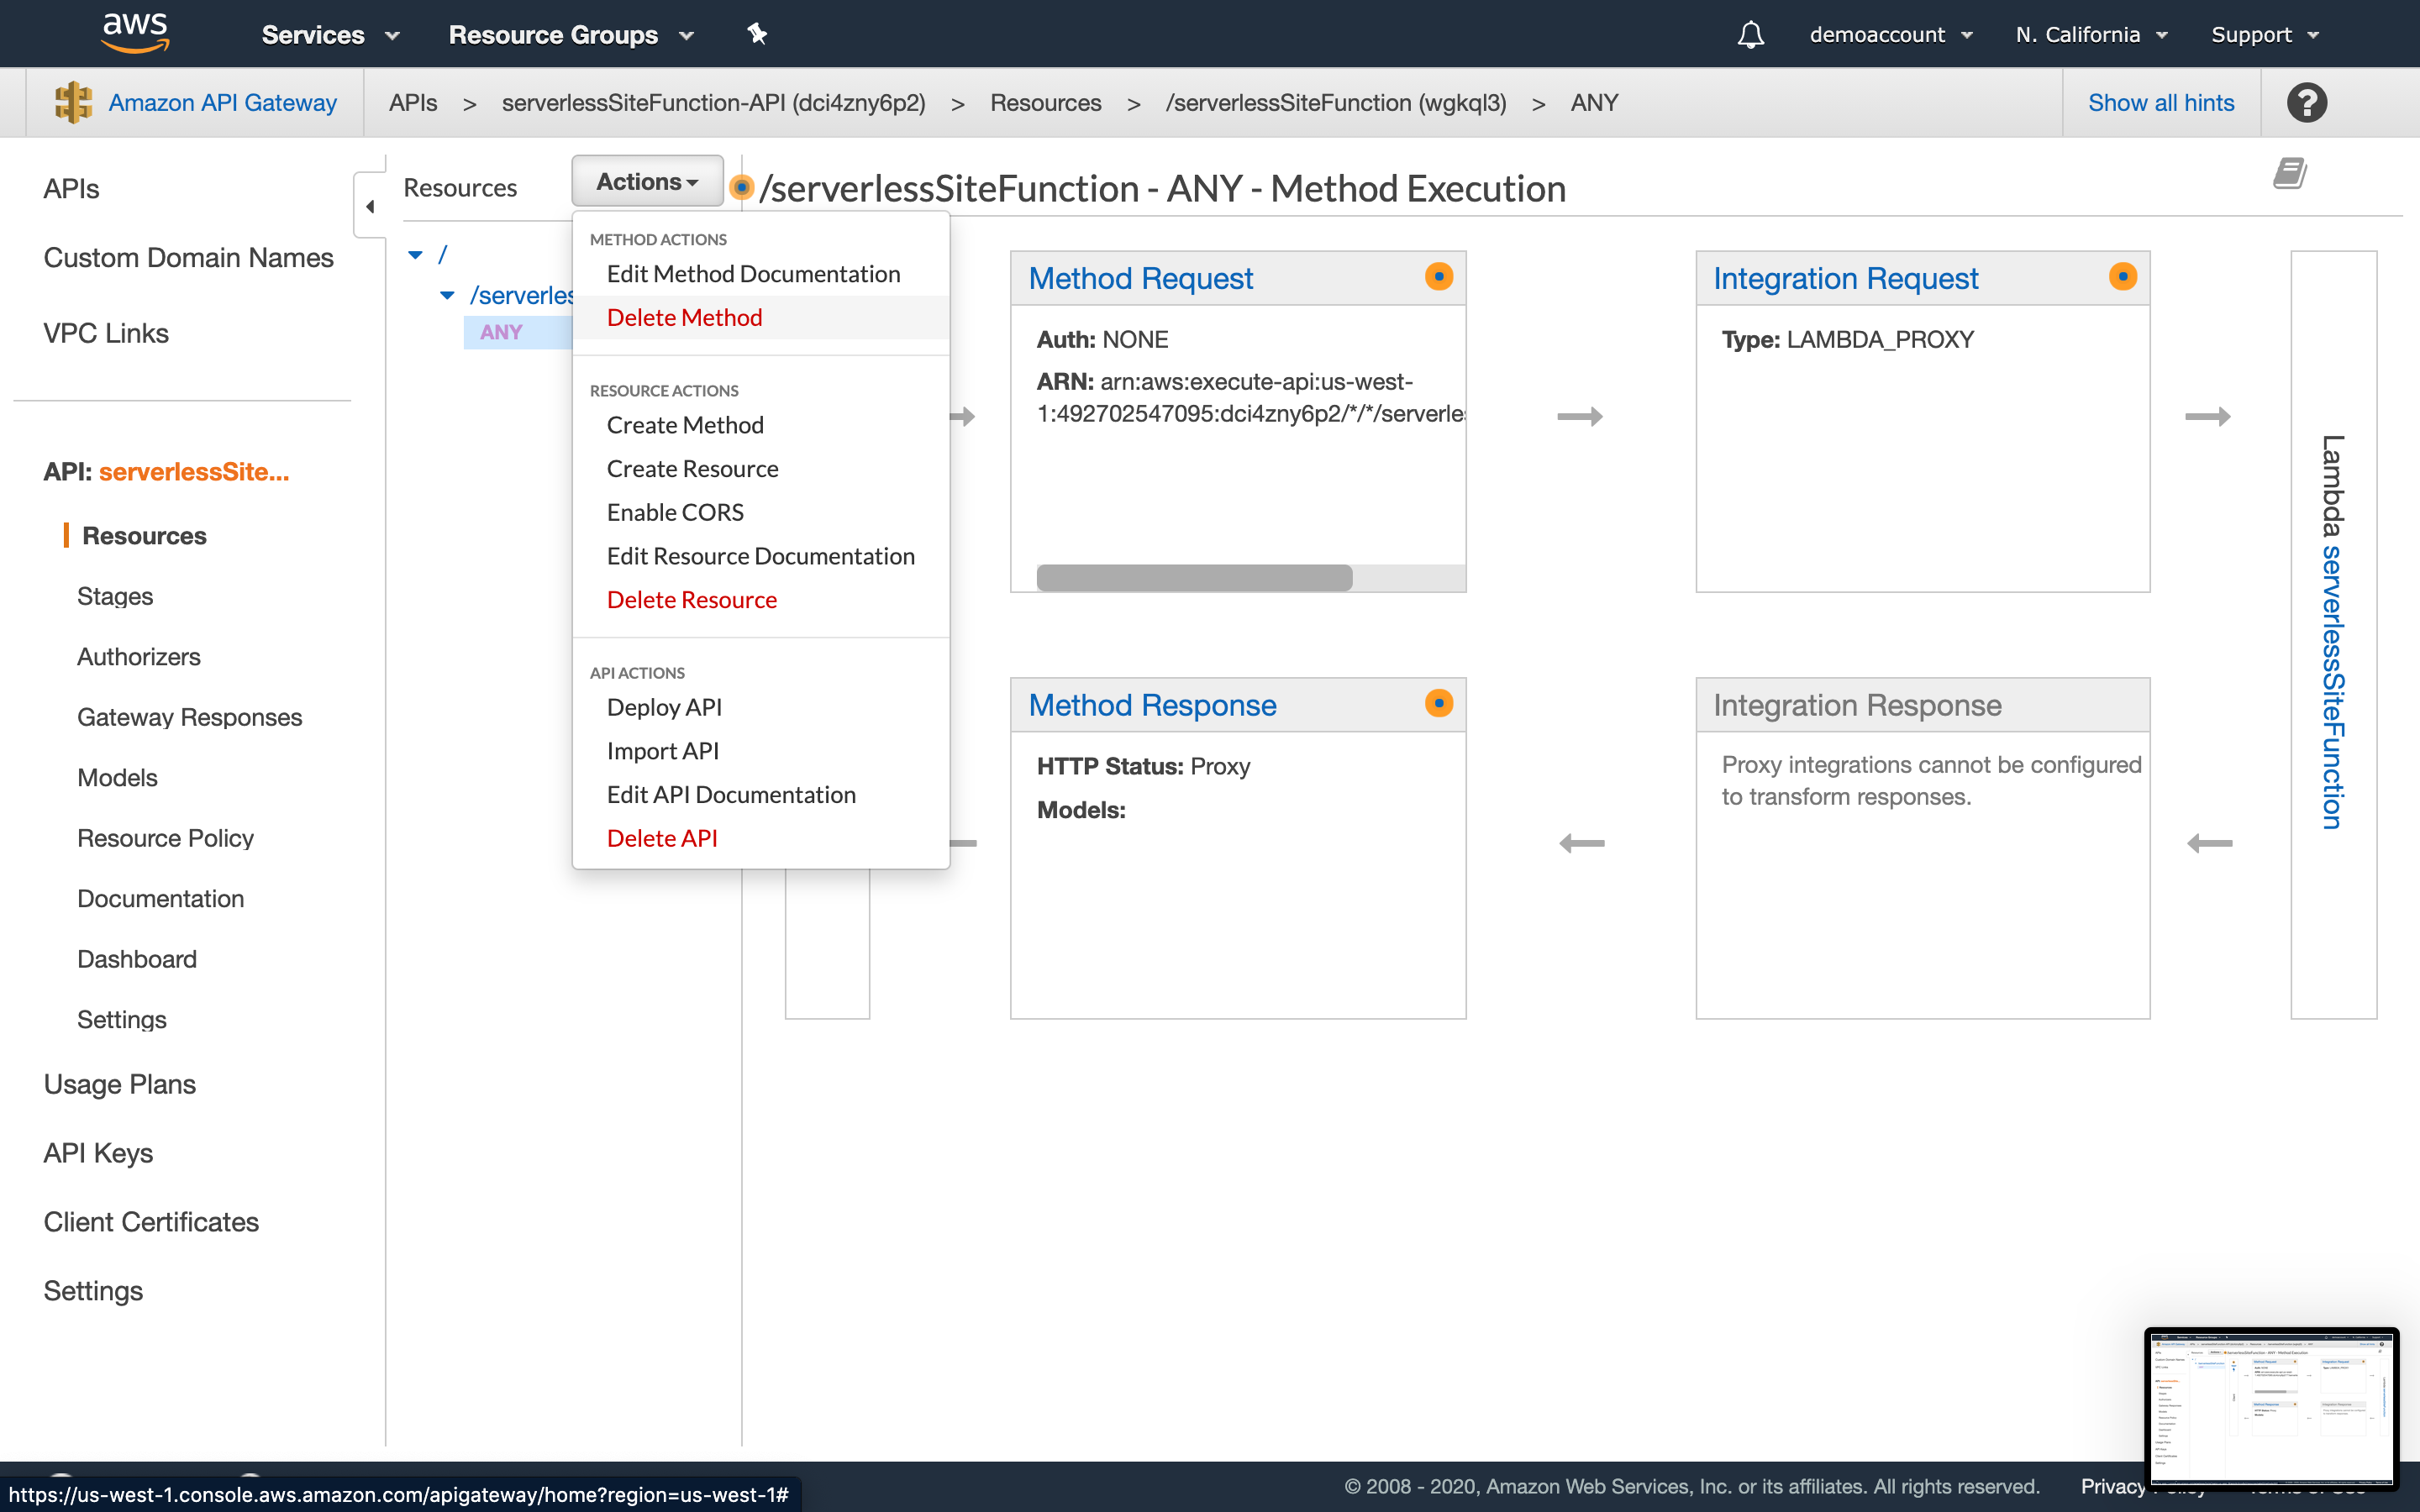 aws
Services
Resource Groups
demoaccount
N. California
Support
Amazon API Gateway
APIs > serverlessSiteFunction-API (dci4zny6p2) > Resources > /serverlessSiteFunction (wgkql3) > ANY
Show all hints
?
APIs
Custom Domain Names
VPC Links
API: serverlessSite...
Resources
Stages
Authorizers
Gateway Responses
Models
Resource Policy
Documentation
Dashboard
Settings
Usage Plans
API Keys
Client Certificates
Settings
Resources
Actions
/
/serverles
ANY
METHOD ACTIONS
Edit Method Documentation
Delete Method
RESOURCE ACTIONS
Create Method
Create Resource
Enable CORS
Edit Resource Documentation
Delete Resource
API ACTIONS
Deploy API
Import API
Edit API Documentation
Delete API
/serverlessSiteFunction - ANY - Method Execution
Method Request
Auth: NONE
ARN: arn:aws:execute-api:us-west-
1:492702547095:dci4zny6p2/*/*/serverle
Integration Request
Type: LAMBDA_PROXY
Lambda serverlessSiteFunction
Method Response
HTTP Status: Proxy
Models:
Integration Response
Proxy integrations cannot be configured
to transform responses.
https://us-west-1.console.aws.amazon.com/apigateway/home?region=us-west-1#
© 2008 - 2020, Amazon Web Services, Inc. or its affiliates. All rights reserved.
Privacy